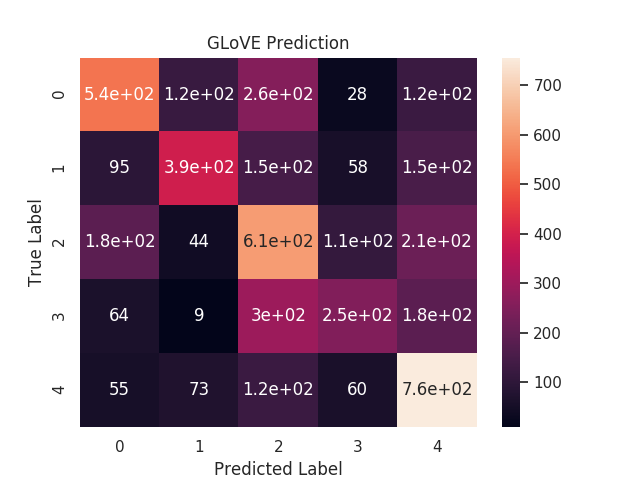 GLoVE Prediction
0 5.4e+02 1.2e+02 2.6e+02 28 1.2e+02
1 95 3.9e+02 1.5e+02 58 1.5e+02
2 1.8e+02 44 6.1e+02 1.1e+02 2.1e+02
3 64 9 3e+02 2.5e+02 1.8e+02
4 55 73 1.2e+02 60 7.6e+02
0 1 2 3 4
True Label
Predicted Label
700
600
500
400
300
200
100